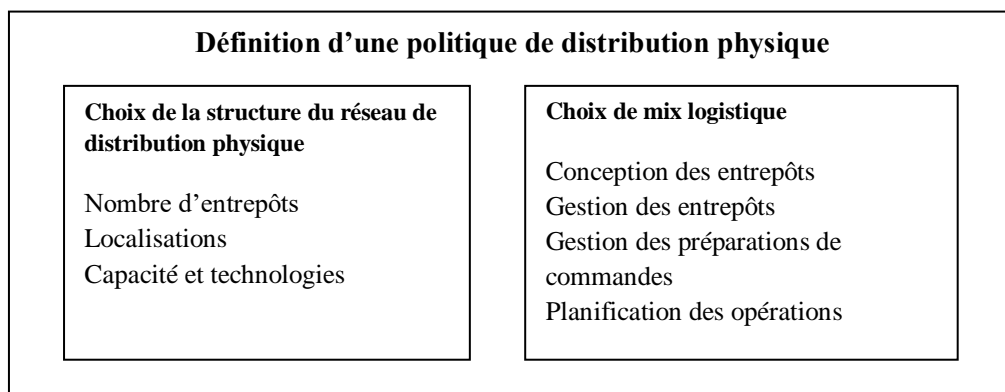 Définition d’une politique de distribution physique
Choix de la structure du réseau de
distribution physique
Nombre d’entrepôts
Localisations
Capacité et technologies
Choix de mix logistique
Conception des entrepôts
Gestion des entrepôts
Gestion des préparations de
commandes
Planification des opérations